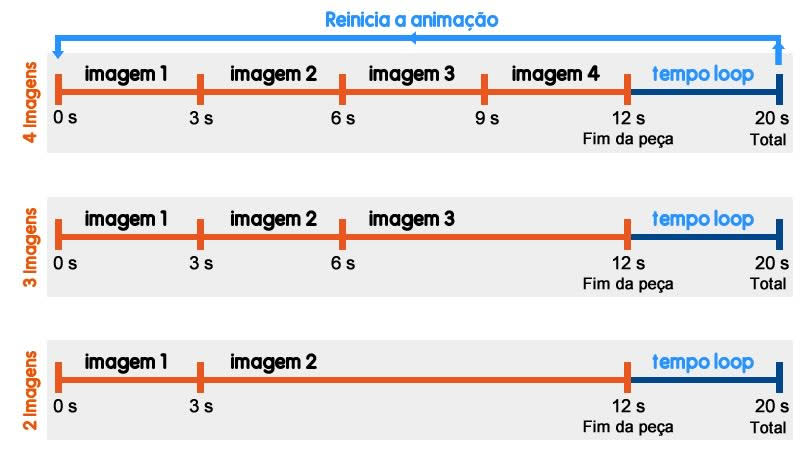 Reinicia a animação
4 Imagens
imagem 1 imagem 2 imagem 3 imagem 4 tempo loop
0 s 3 s 6 s 9 s 12 s 20 s
Fim da peça Total
3 Imagens
imagem 1 imagem 2 imagem 3 tempo loop
0 s 3 s 6 s 12 s 20 s
Fim da peça Total
2 Imagens
imagem 1 imagem 2 tempo loop
0 s 3 s 12 s 20 s
Fim da peça Total